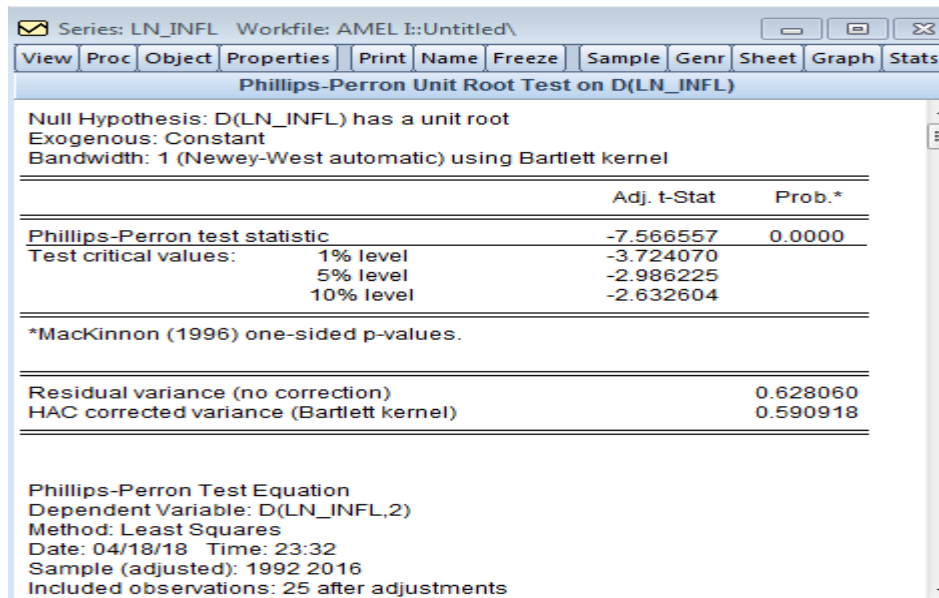 Series: LN_INFL Workfile: AMEL I::Untitled\
View Proc Object Properties Print Name Freeze Sample Genr Sheet Graph Stats
Phillips-Perron Unit Root Test on D(LN_INFL)
Null Hypothesis: D(LN_INFL) has a unit root
Exogenous: Constant
Bandwidth: 1 (Newey-West automatic) using Bartlett kernel
Adj. t-Stat Prob.*
Phillips-Perron test statistic -7.566557 0.0000
Test critical values: 1% level -3.724070
5% level -2.986225
10% level -2.632604
*MacKinnon (1996) one-sided p-values.
Residual variance (no correction) 0.628060
HAC corrected variance (Bartlett kernel) 0.590918
Phillips-Perron Test Equation
Dependent Variable: D(LN_INFL,2)
Method: Least Squares
Date: 04/18/18 Time: 23:32
Sample (adjusted): 1992 2016
Included observations: 25 after adjustments